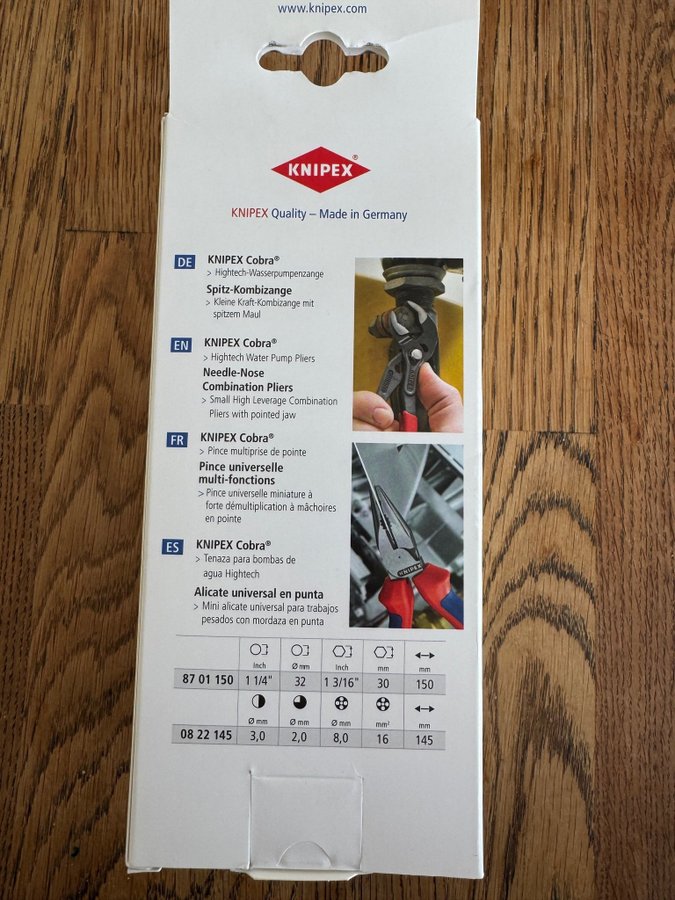 www.knipex.com
KNIPEX®
KNIPEX Quality – Made in Germany
DE
KNIPEX Cobra®
> Hightech-Wasserpumpenzange
Spitz-Kombizange
> Kleine Kraft-Kombizange mit
spitzem Maul
EN
KNIPEX Cobra®
> Hightech Water Pump Pliers
Needle-Nose
Combination Pliers
> Small High Leverage Combination
Pliers with pointed jaw
FR
KNIPEX Cobra®
> Pince multiprise de pointe
Pince universelle
multi-fonctions
> Pince universelle miniature à
forte démultiplication à mâchoires
en pointe
ES
KNIPEX Cobra®
> Tenaza para bombas de
agua Hightech
Alicate universal en punta
> Mini alicate universal para trabajos
pesados con mordaza en punta
KNIPEX
Inch Ø mm Inch mm mm
87 01 150 1 1/4" 32 1 3/16" 30 150
Ø mm Ø mm Ø mm mm² mm
08 22 145 3,0 2,0 8,0 16 145